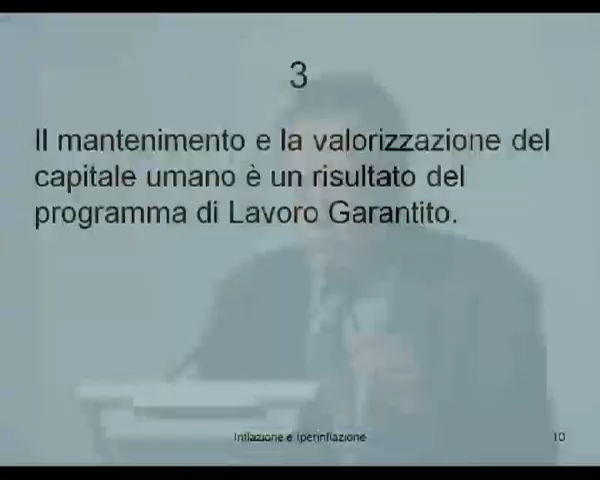 3
Il mantenimento e la valorizzazione del
capitale umano è un risultato del
programma di Lavoro Garantito.
Inflazione e Iperinflazione
10